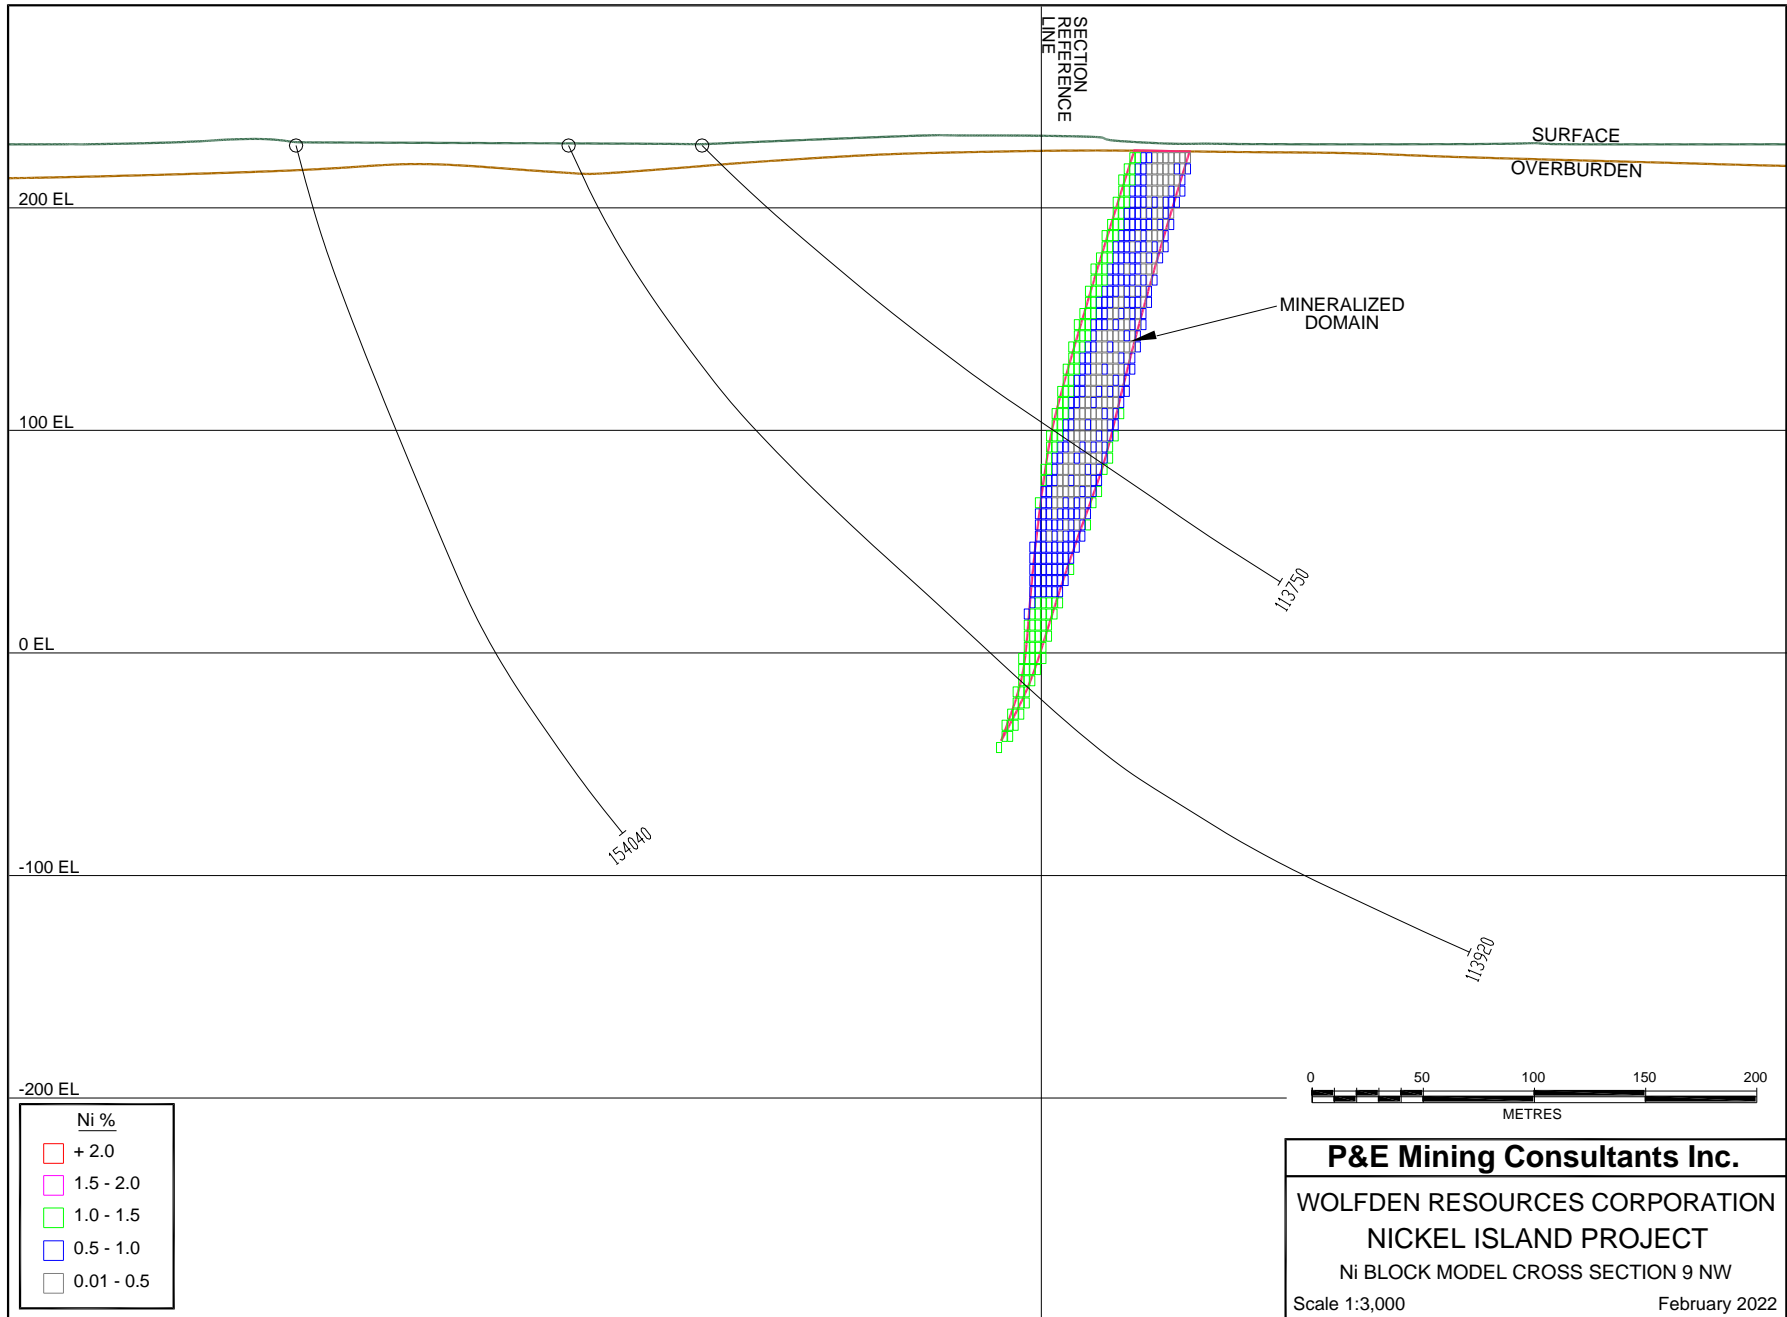 SECTION
REFERENCE
LINE
SURFACE
OVERBURDEN
200 EL
MINERALIZED
DOMAIN
100 EL
113750
0 EL
154040
-100 EL
113920
-200 EL
0 50 100 150 200
METRES
Ni %
+ 2.0
1.5 - 2.0
1.0 - 1.5
0.5 - 1.0
0.01 - 0.5
P&E Mining Consultants Inc.
WOLFDEN RESOURCES CORPORATION
NICKEL ISLAND PROJECT
Ni BLOCK MODEL CROSS SECTION 9 NW
Scale 1:3,000 February 2022